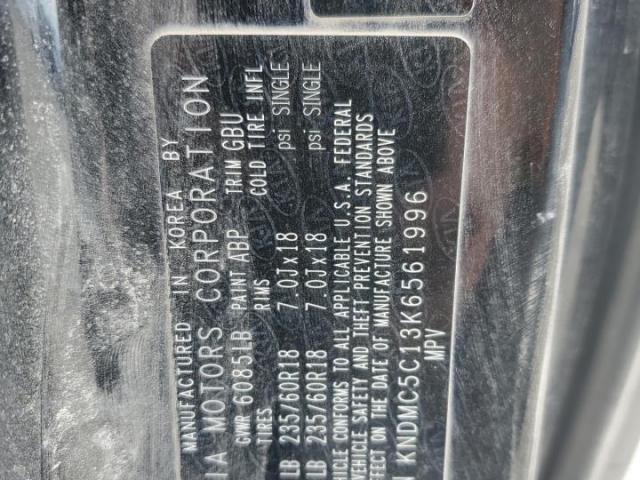 MANUFACTURED IN KOREA BY
IA MOTORS CORPORATION
GWR 6085LB PAINT ABP TRIM GBU
TIRES RIMS COLD TIRE INFL
LB 235/60R18 7.0Jx18 psi SINGLE
LB 235/60R18 7.0Jx18 psi SINGLE
HICLE CONFORMS TO ALL APPLICABLE U.S.A. FEDERAL
VEHICLE SAFETY AND THEFT PREVENTION STANDARDS
FFECT ON THE DATE OF MANUFACTURE SHOWN ABOVE
N KNDMC5C13K6561996
MPV